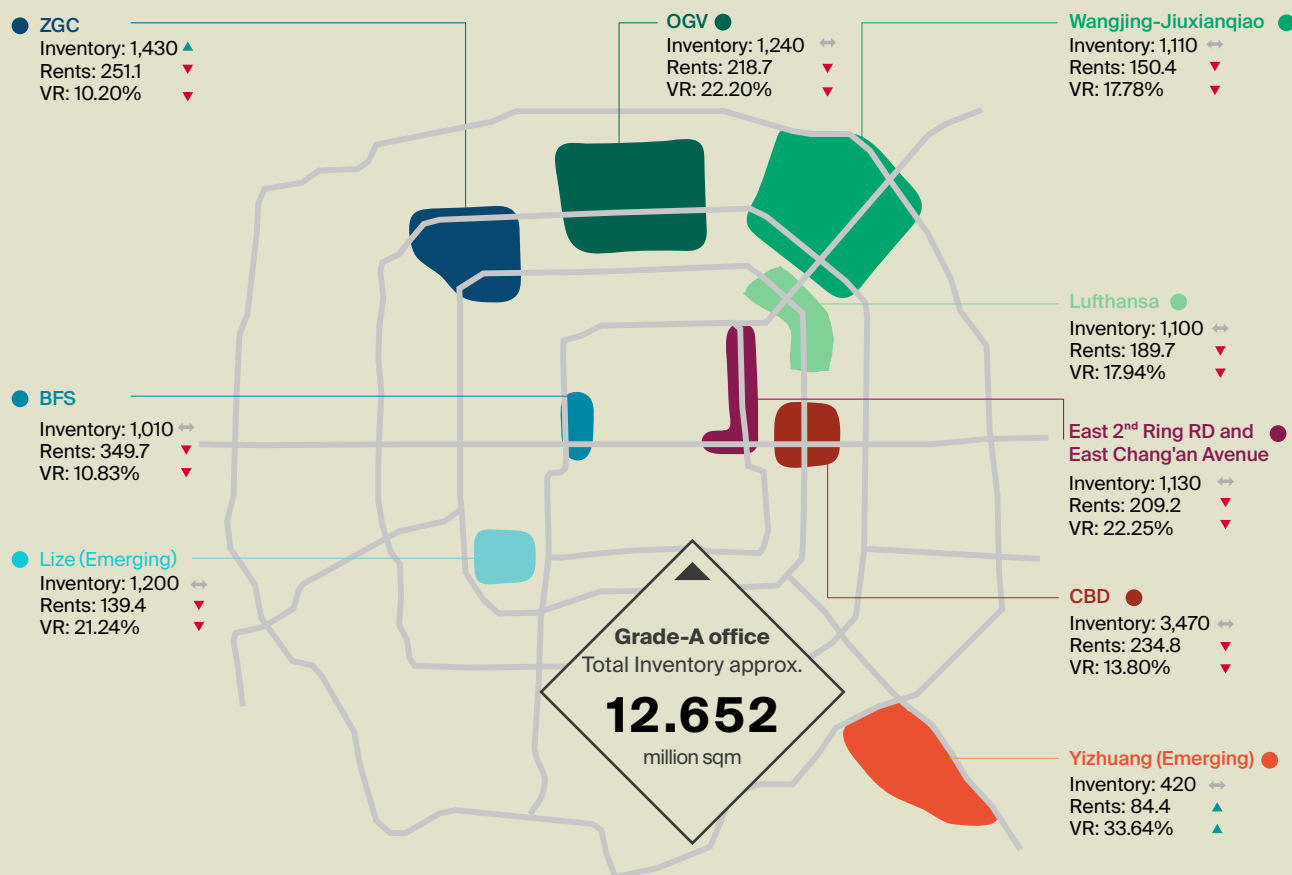 ZGC
Inventory: 1,430
Rents: 251.1
VR: 10.20%
OGV
Inventory: 1,240
Rents: 218.7
VR: 22.20%
Wangjing-Jiuxianqiao
Inventory: 1,110
Rents: 150.4
VR: 17.78%
Lufthansa
Inventory: 1,100
Rents: 189.7
VR: 17.94%
BFS
Inventory: 1,010
Rents: 349.7
VR: 10.83%
East 2nd Ring RD and
East Chang'an Avenue
Inventory: 1,130
Rents: 209.2
VR: 22.25%
Lize (Emerging)
Inventory: 1,200
Rents: 139.4
VR: 21.24%
CBD
Inventory: 3,470
Rents: 234.8
VR: 13.80%
Grade-A office
Total Inventory approx.
12.652
million sqm
Yizhuang (Emerging)
Inventory: 420
Rents: 84.4
VR: 33.64%